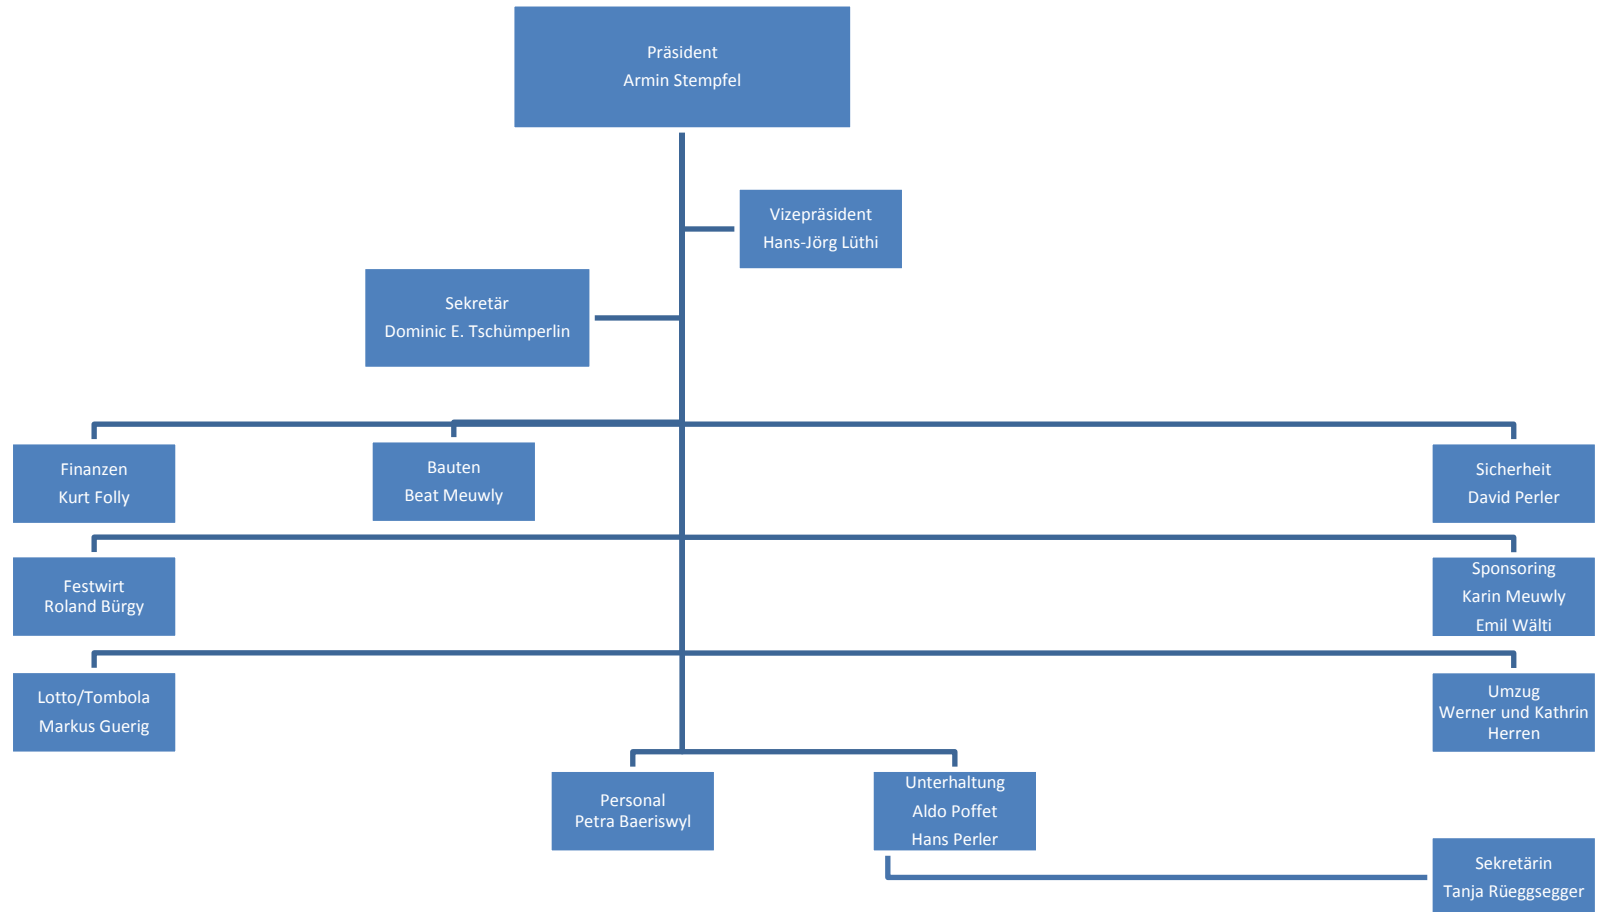 Präsident
Armin Stempfel
Vizepräsident
Hans-Jörg Lüthi
Sekretär
Dominic E. Tschümperlin
Finanzen
Kurt Folly
Bauten
Beat Meuwly
Sicherheit
David Perler
Festwirt
Roland Bürgy
Sponsoring
Karin Meuwly
Emil Wälti
Lotto/Tombola
Markus Guerig
Umzug
Werner und Kathrin
Herren
Personal
Petra Baeriswyl
Unterhaltung
Aldo Poffet
Hans Perler
Sekretärin
Tanja Rüeggsegger